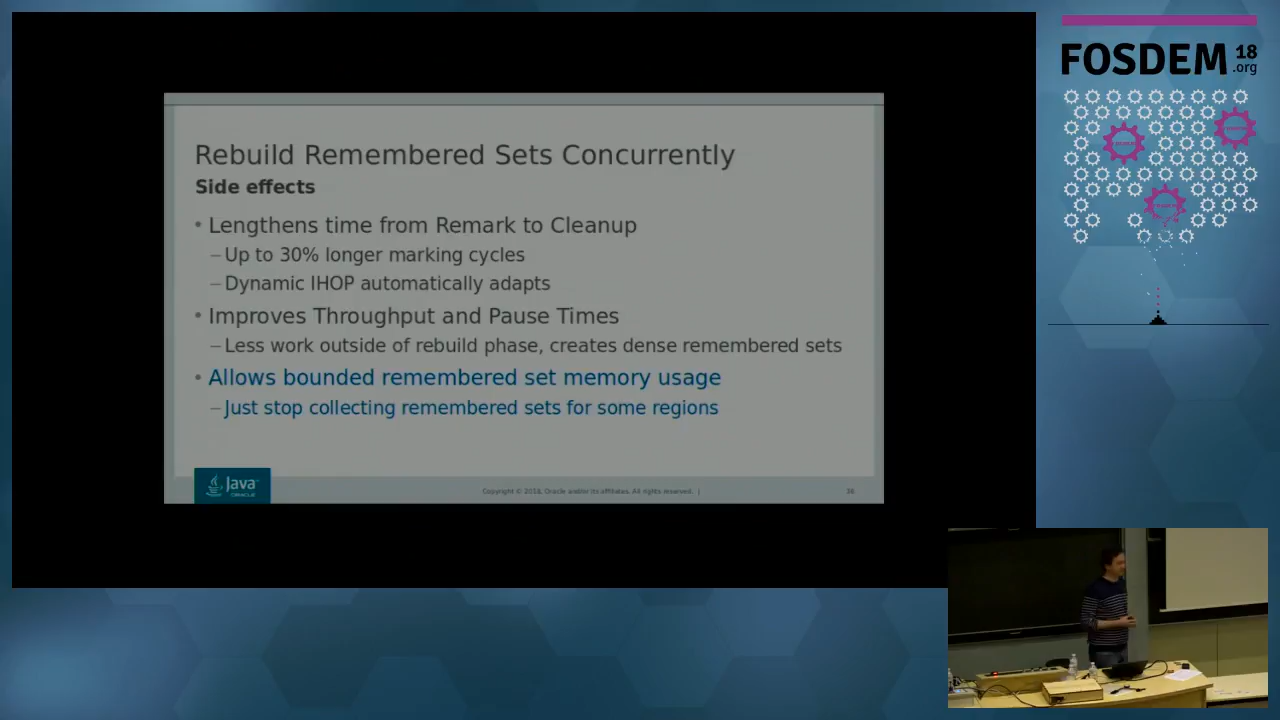 Rebuild Remembered Sets Concurrently
Side effects
• Lengthens time from Remark to Cleanup
– Up to 30% longer marking cycles
– Dynamic IHOP automatically adapts
• Improves Throughput and Pause Times
– Less work outside of rebuild phase, creates dense remembered sets
• Allows bounded remembered set memory usage
– Just stop collecting remembered sets for some regions
Java
ORACLE
Copyright © 2018, Oracle and/or its affiliates. All rights reserved. |
FOSDEM 18
.org